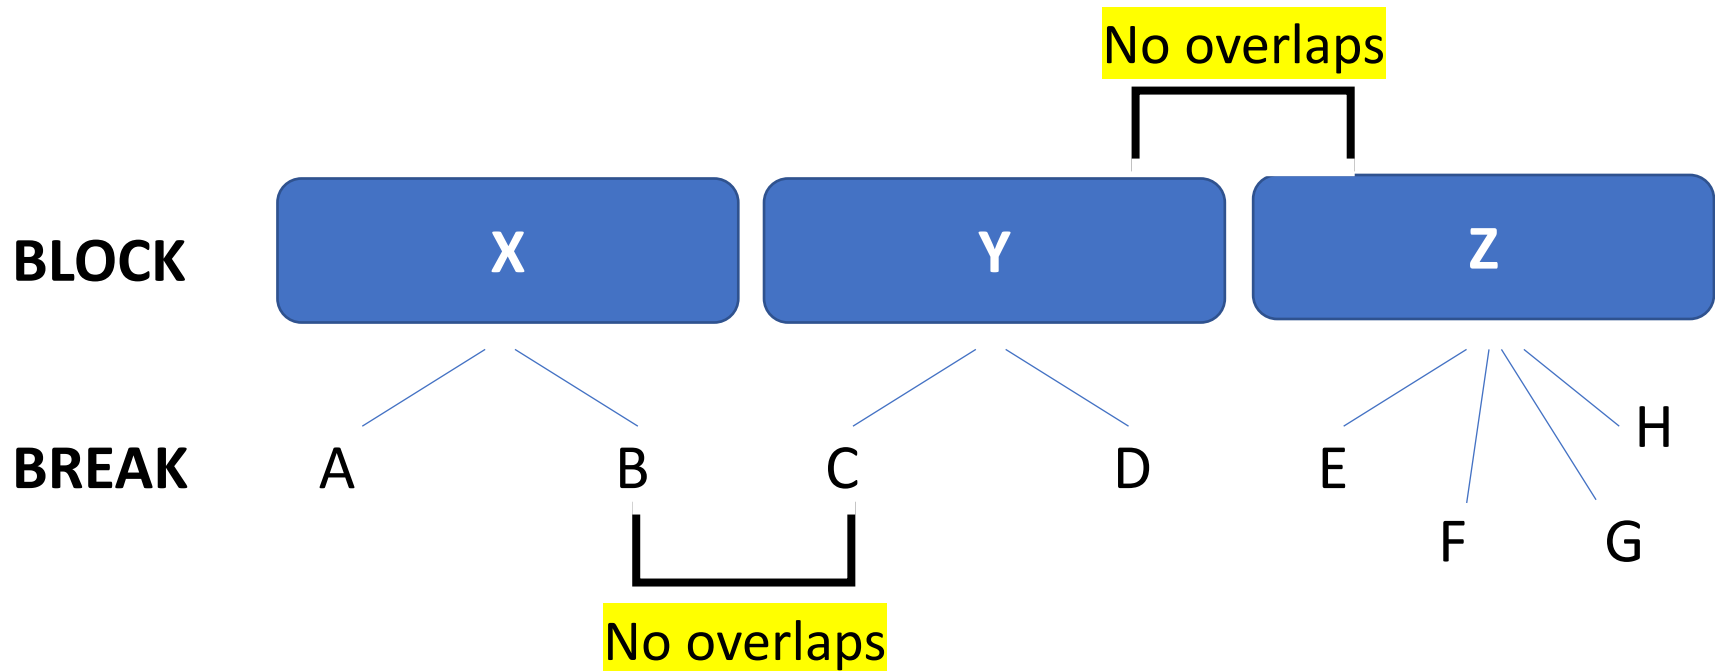 No overlaps
BLOCK X Y Z
BREAK A B C D E H
F G
No overlaps